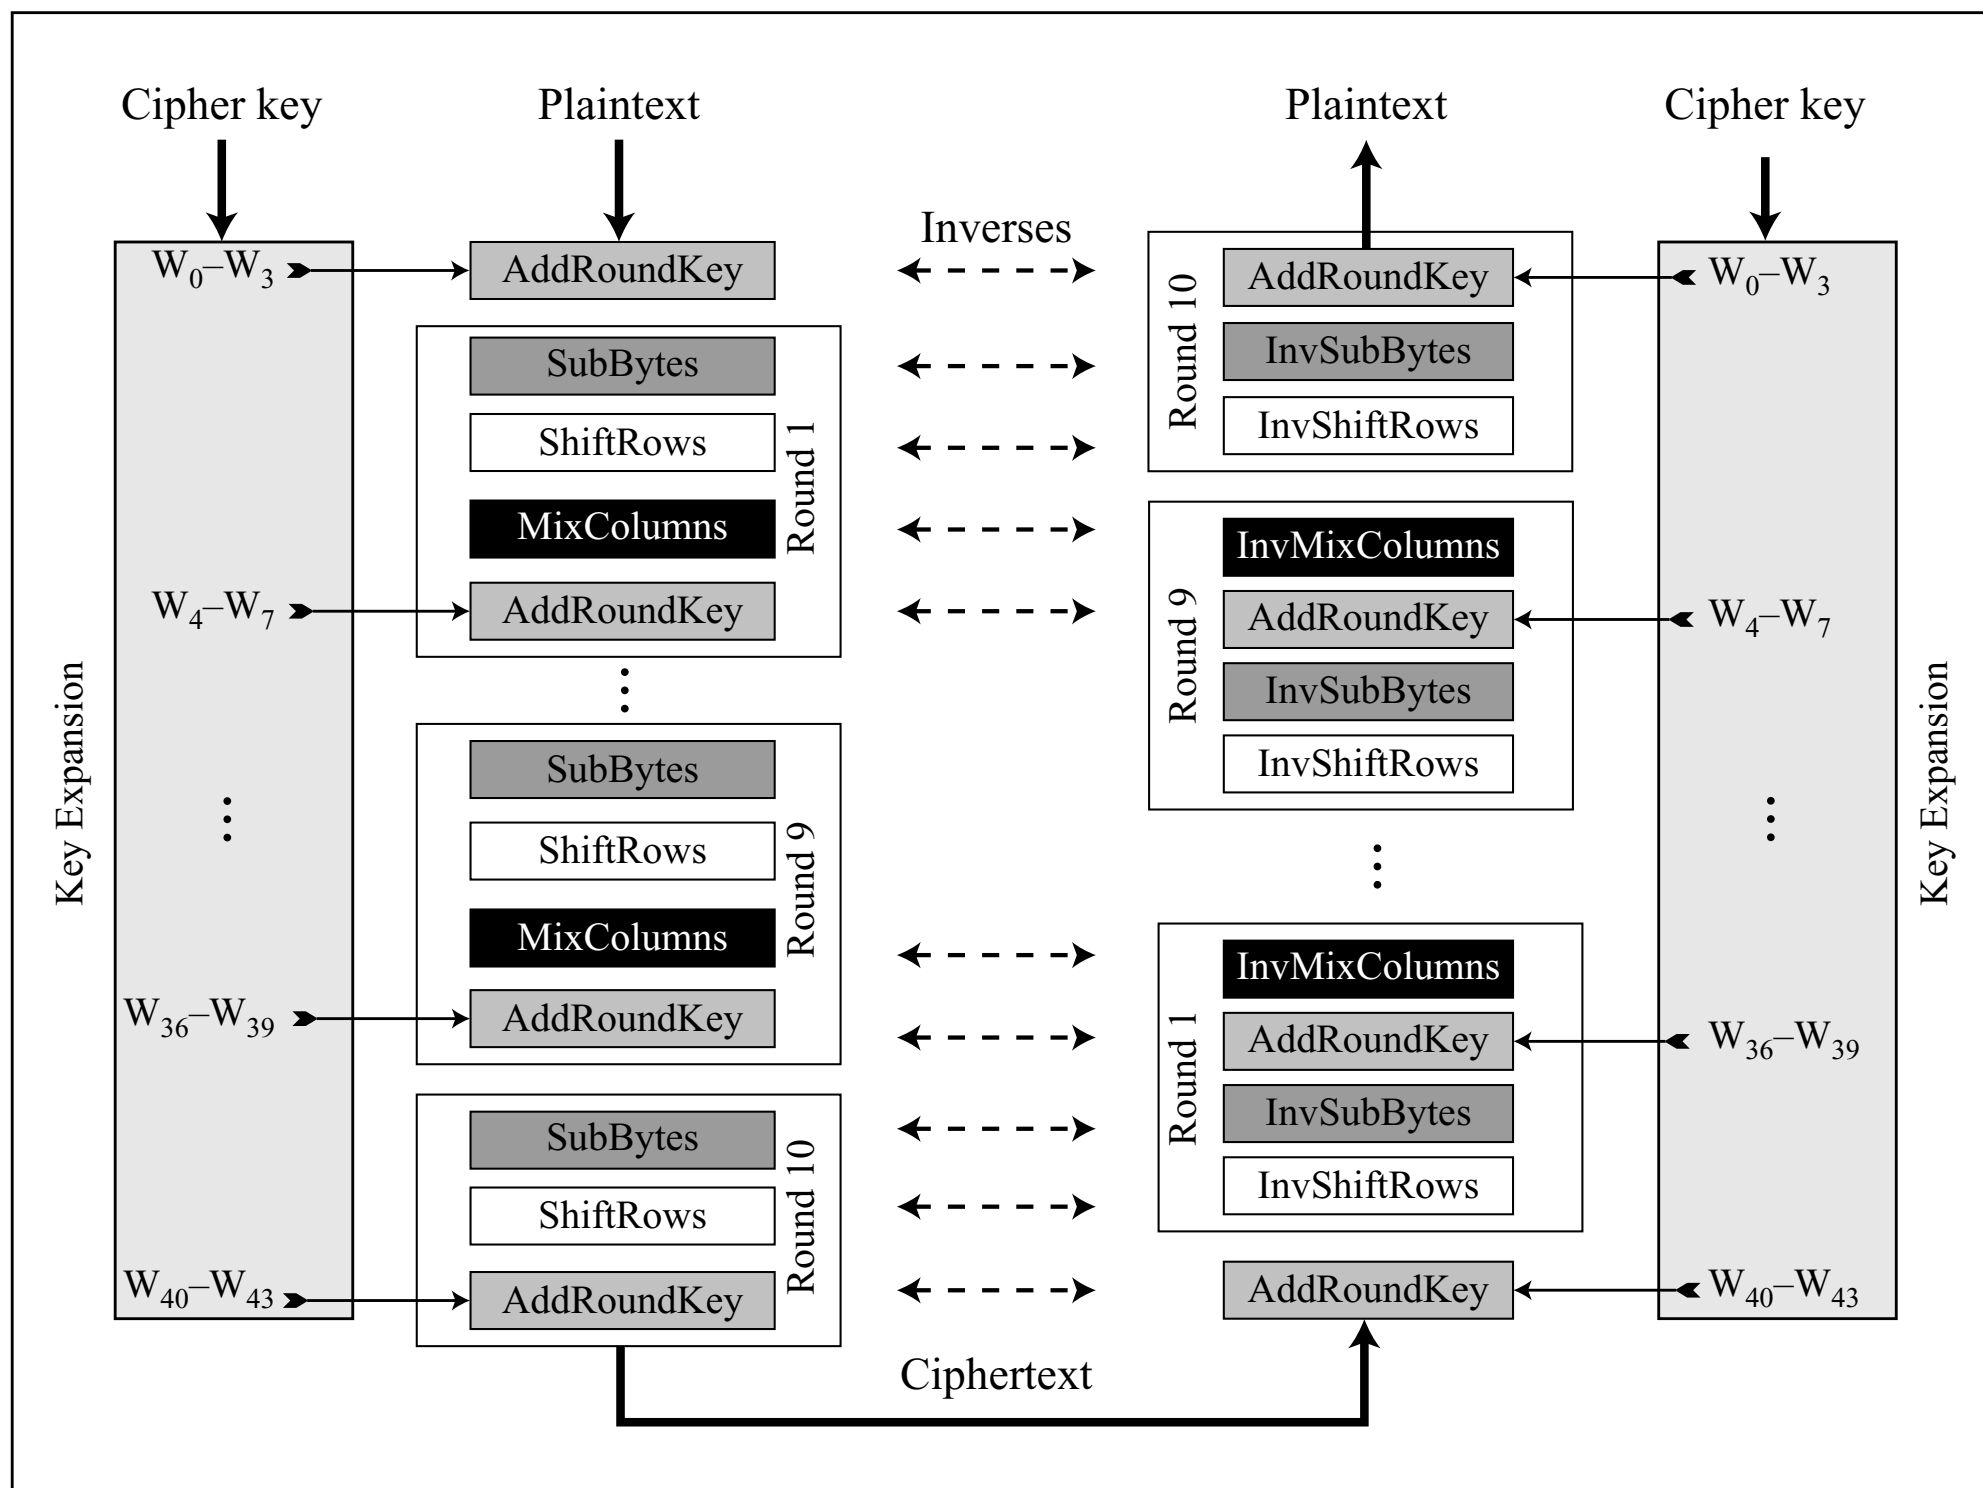 Cipher key
Plaintext
Plaintext
Cipher key
Inverses
Key Expansion
W₀–W₃
W₄–W₇
W₃₆–W₃₉
W₄₀–W₄₃
AddRoundKey
Round 1
SubBytes
ShiftRows
MixColumns
AddRoundKey
Round 9
SubBytes
ShiftRows
MixColumns
AddRoundKey
Round 10
SubBytes
ShiftRows
AddRoundKey
Ciphertext
Round 10
AddRoundKey
InvSubBytes
InvShiftRows
Round 9
InvMixColumns
AddRoundKey
InvSubBytes
InvShiftRows
Round 1
InvMixColumns
AddRoundKey
InvSubBytes
InvShiftRows
AddRoundKey
W₀–W₃
W₄–W₇
W₃₆–W₃₉
W₄₀–W₄₃
Key Expansion